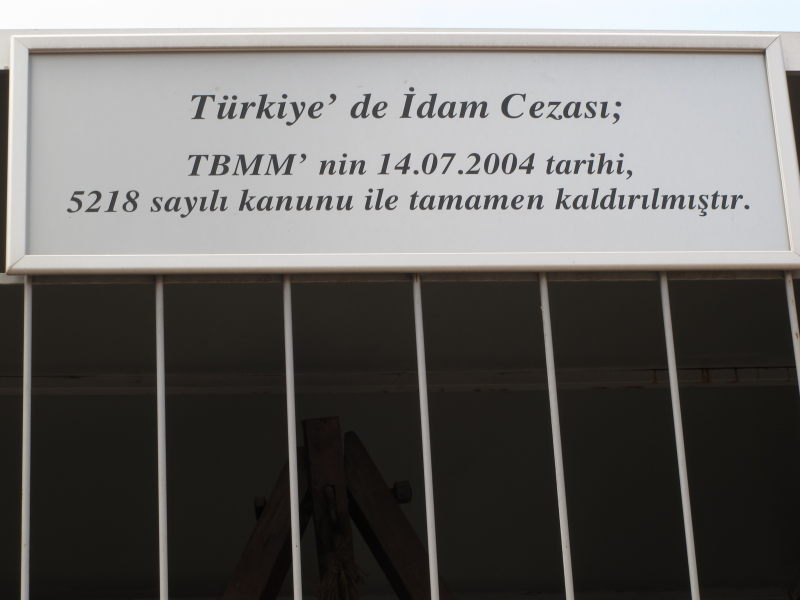 Türkiye' de İdam Cezası;
TBMM' nin 14.07.2004 tarihi,
5218 sayılı kanunu ile tamamen kaldırılmıştır.